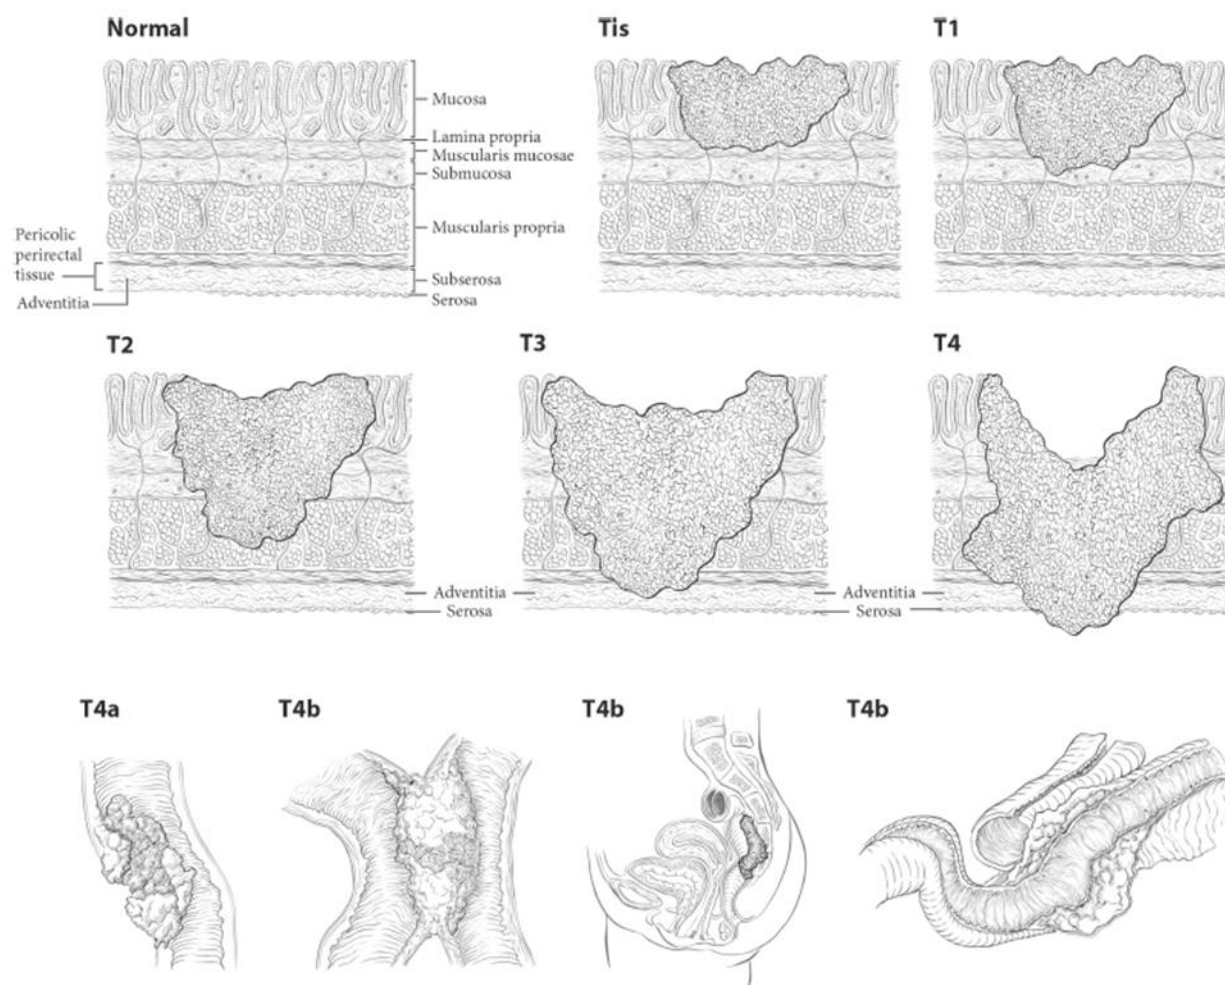 Normal
Tis
T1
Mucosa
Lamina propria
Muscularis mucosae
Submucosa
Muscularis propria
Pericolic
perirectal
tissue
Subserosa
Adventitia
Serosa
T2
T3
T4
Adventitia
Serosa
Adventitia
Serosa
T4a
T4b
T4b
T4b